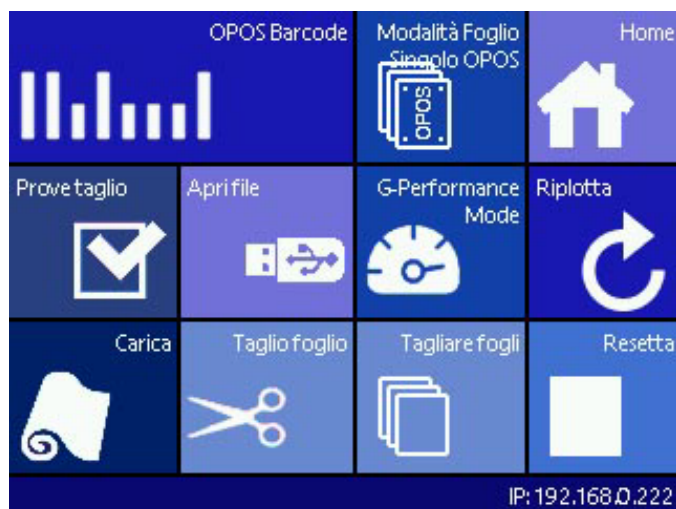 OPOS Barcode
Modalità Foglio
Singolo OPOS
OPOS
Home
Prove taglio
Apri file
G-Performance
Mode
Riplotta
Carica
Taglio foglio
Tagliare fogli
Resetta
IP: 192.168.0.222